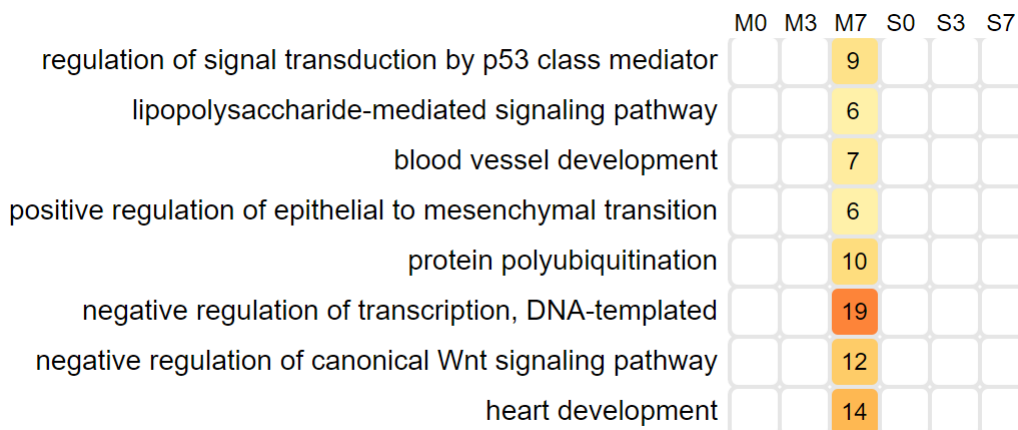 M0 M3 M7 S0 S3 S7
regulation of signal transduction by p53 class mediator 9
lipopolysaccharide-mediated signaling pathway 6
blood vessel development 7
positive regulation of epithelial to mesenchymal transition 6
protein polyubiquitination 10
negative regulation of transcription, DNA-templated 19
negative regulation of canonical Wnt signaling pathway 12
heart development 14